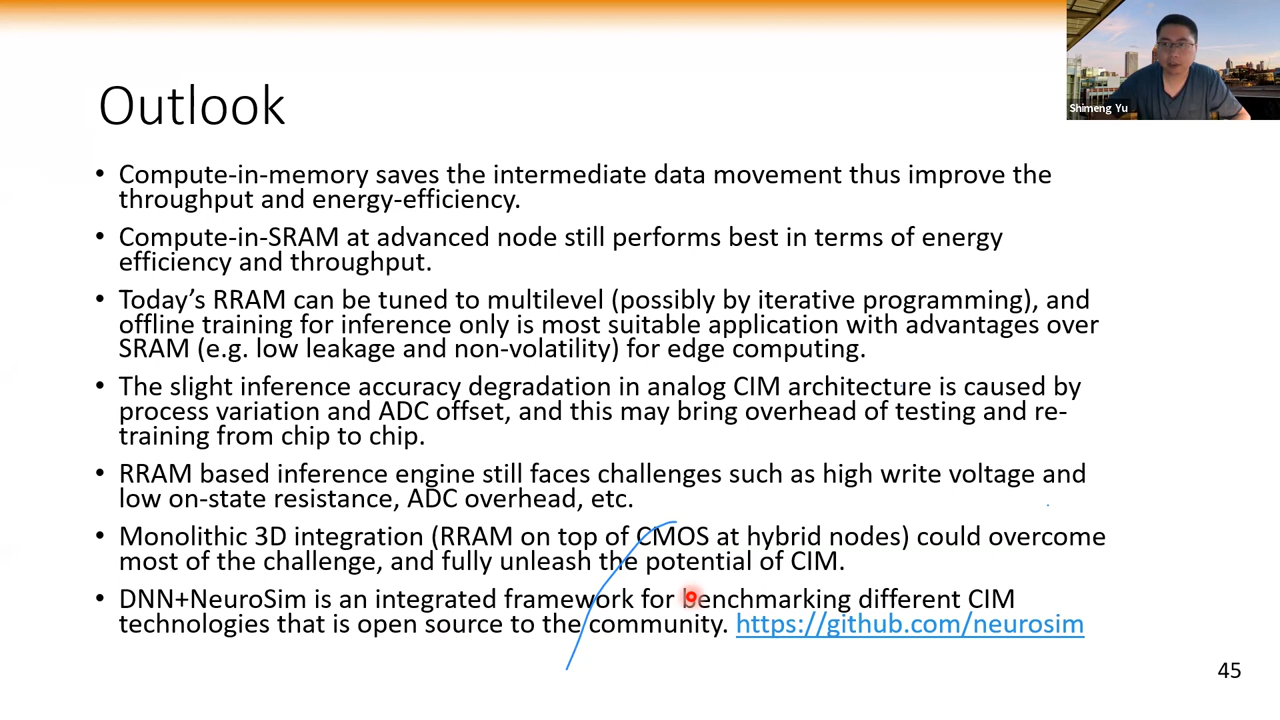 Shimeng Yu
Outlook
• Compute-in-memory saves the intermediate data movement thus improve the
throughput and energy-efficiency.
• Compute-in-SRAM at advanced node still performs best in terms of energy
efficiency and throughput.
• Today’s RRAM can be tuned to multilevel (possibly by iterative programming), and
offline training for inference only is most suitable application with advantages over
SRAM (e.g. low leakage and non-volatility) for edge computing.
• The slight inference accuracy degradation in analog CIM architecture is caused by
process variation and ADC offset, and this may bring overhead of testing and re-
training from chip to chip.
• RRAM based inference engine still faces challenges such as high write voltage and
low on-state resistance, ADC overhead, etc.
• Monolithic 3D integration (RRAM on top of CMOS at hybrid nodes) could overcome
most of the challenge, and fully unleash the potential of CIM.
• DNN+NeuroSim is an integrated framework for benchmarking different CIM
technologies that is open source to the community. https://github.com/neurosim
45